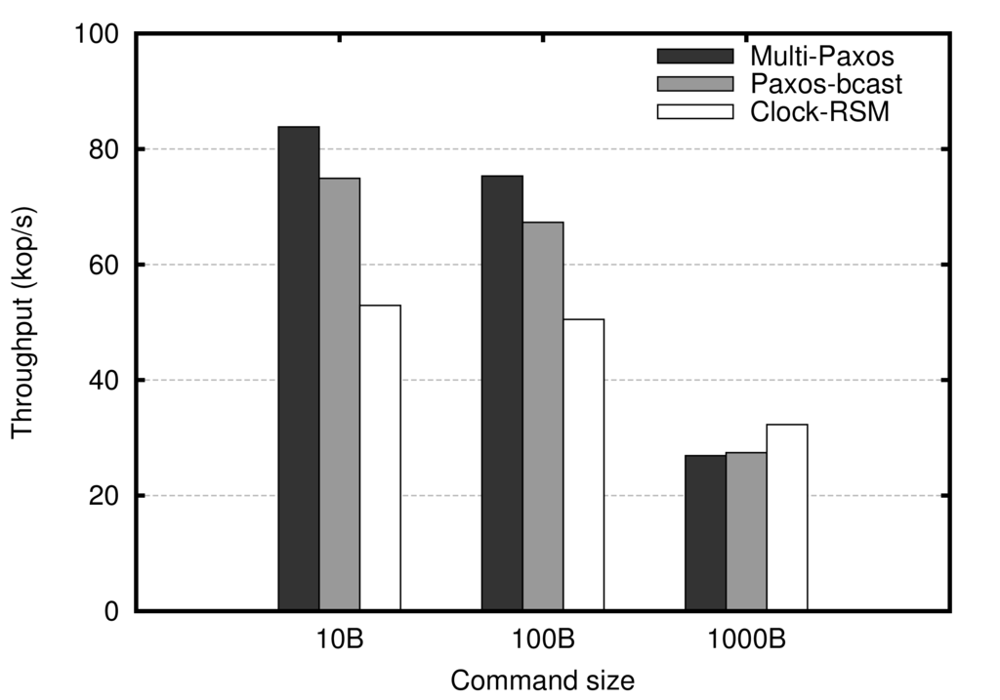 100
80
60
40
20
0
Throughput (kop/s)
Multi-Paxos
Paxos-bcast
Clock-RSM
10B 100B 1000B
Command size